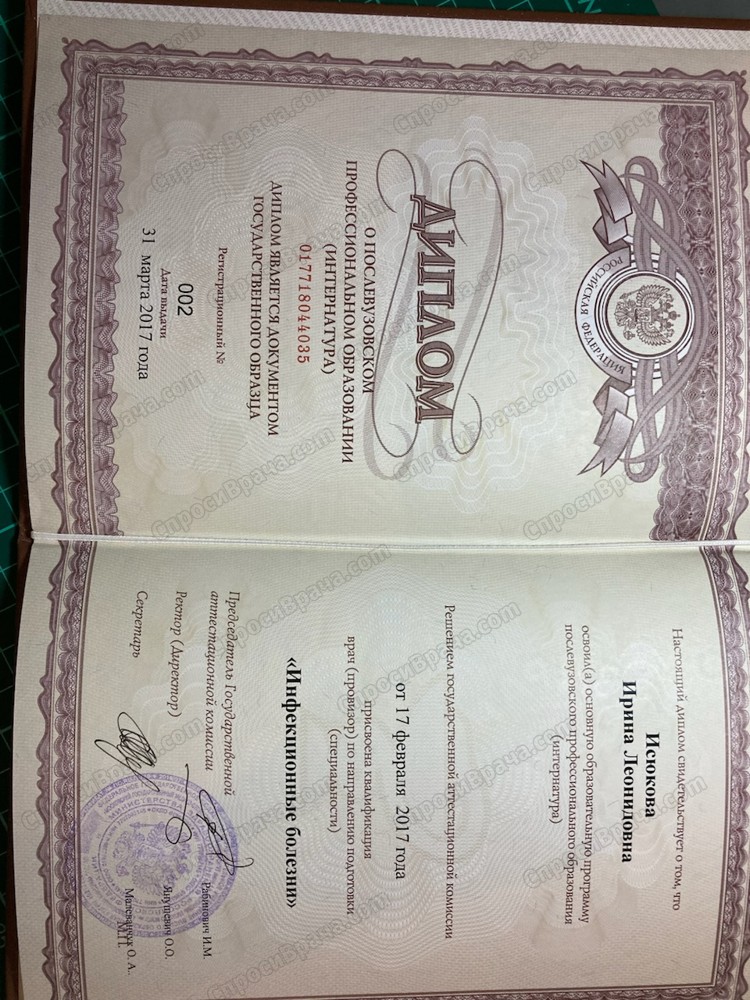 РОССИЙСКАЯ ФЕДЕРАЦИЯ
ДИПЛОМ
О ПОСЛЕВУЗОВСКОМ
ПРОФЕССИОНАЛЬНОМ ОБРАЗОВАНИИ
(ИНТЕРНАТУРА)
017718044035
ДИПЛОМ ЯВЛЯЕТСЯ ДОКУМЕНТОМ
ГОСУДАРСТВЕННОГО ОБРАЗЦА
Регистрационный №
002
Дата выдачи
31 марта 2017 года
Настоящий диплом свидетельствует о том, что
Исюкова
Ирина Леонидовна
освоил(а) основную образовательную программу
послевузовского профессионального образования
(интернатура)
Решением государственной аттестационной комиссии
от 17 февраля 2017 года
присвоена квалификация
врач (провизор) по направлению подготовки
(специальности)
«Инфекционные болезни»
Председатель Государственной
аттестационной комиссии
Рабинович И.М.
Ректор (Директор)
Янушевич О.О.
Секретарь
О. А.
М.П.
СпросиВрача.com